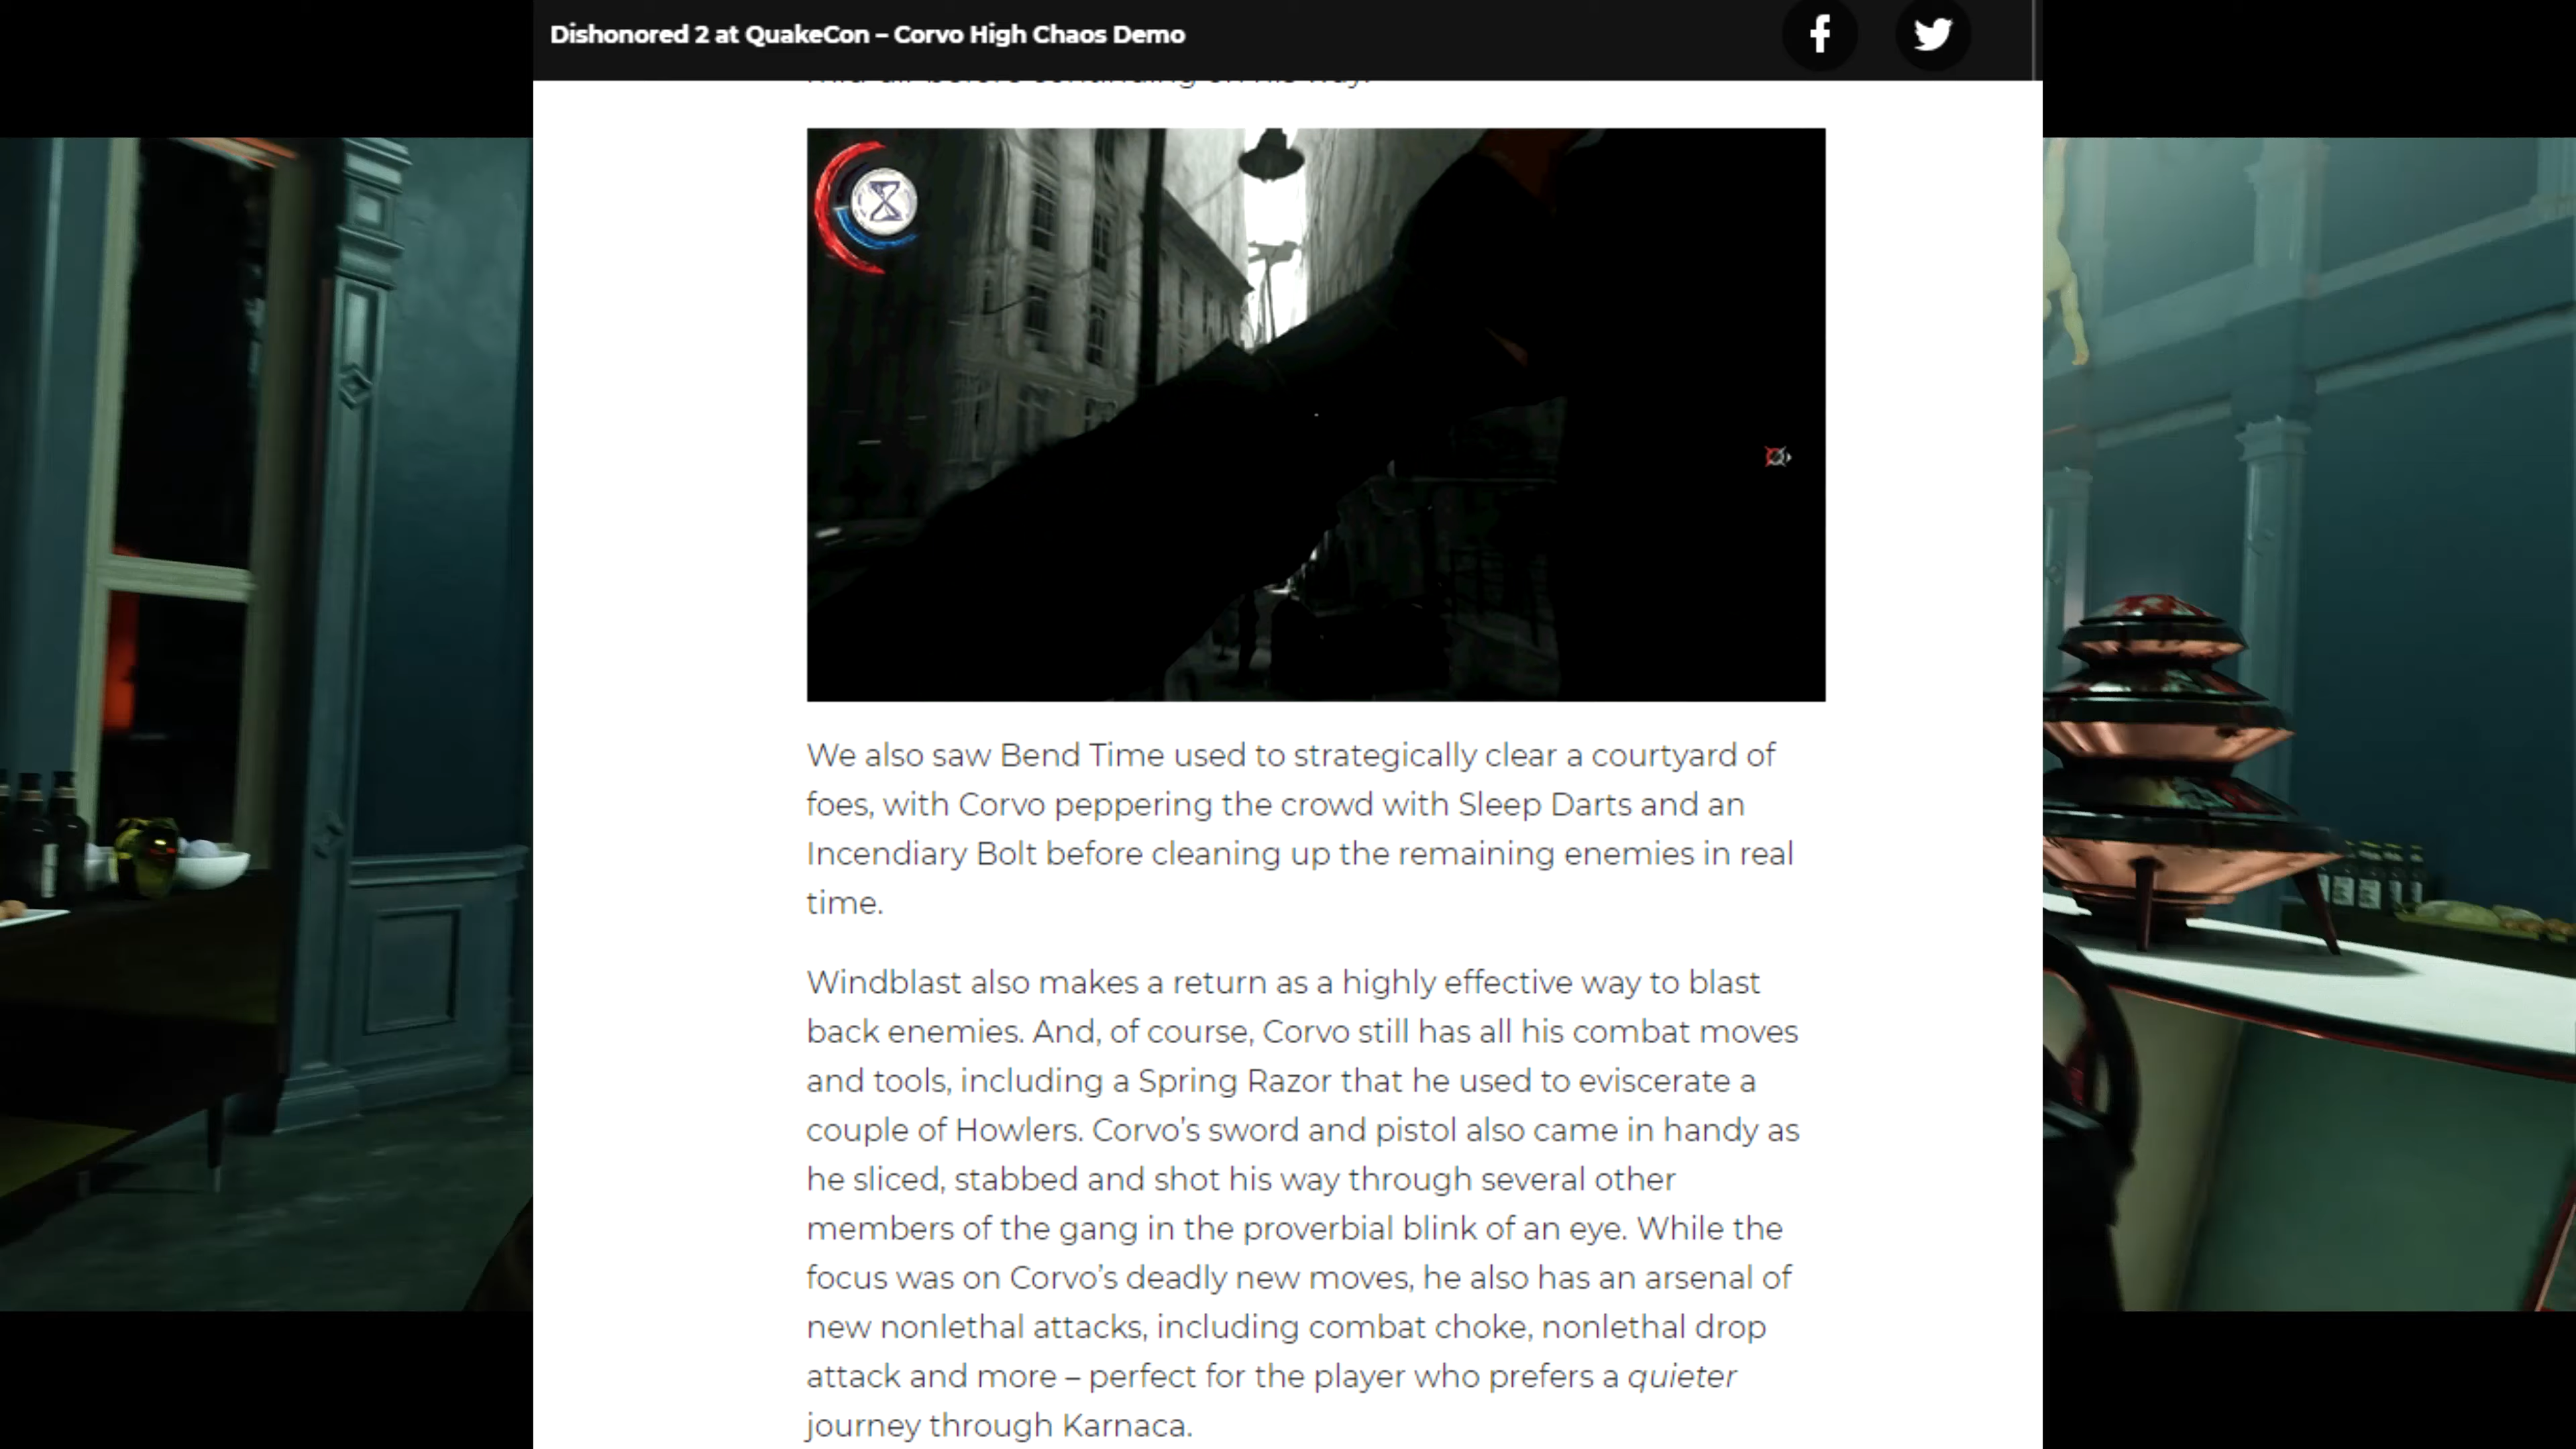 Dishonored 2 at QuakeCon – Corvo High Chaos Demo
We also saw Bend Time used to strategically clear a courtyard of
foes, with Corvo peppering the crowd with Sleep Darts and an
Incendiary Bolt before cleaning up the remaining enemies in real
time.
Windblast also makes a return as a highly effective way to blast
back enemies. And, of course, Corvo still has all his combat moves
and tools, including a Spring Razor that he used to eviscerate a
couple of Howlers. Corvo’s sword and pistol also came in handy as
he sliced, stabbed and shot his way through several other
members of the gang in the proverbial blink of an eye. While the
focus was on Corvo’s deadly new moves, he also has an arsenal of
new nonlethal attacks, including combat choke, nonlethal drop
attack and more – perfect for the player who prefers a quieter
journey through Karnaca.